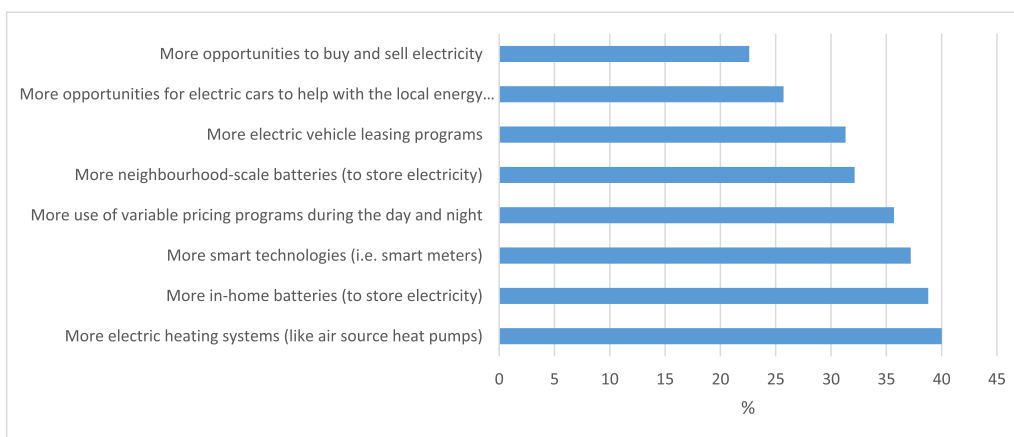 More opportunities to buy and sell electricity
More opportunities for electric cars to help with the local energy...
More electric vehicle leasing programs
More neighbourhood-scale batteries (to store electricity)
More use of variable pricing programs during the day and night
More smart technologies (i.e. smart meters)
More in-home batteries (to store electricity)
More electric heating systems (like air source heat pumps)
0 5 10 15 20 25 30 35 40 45
%